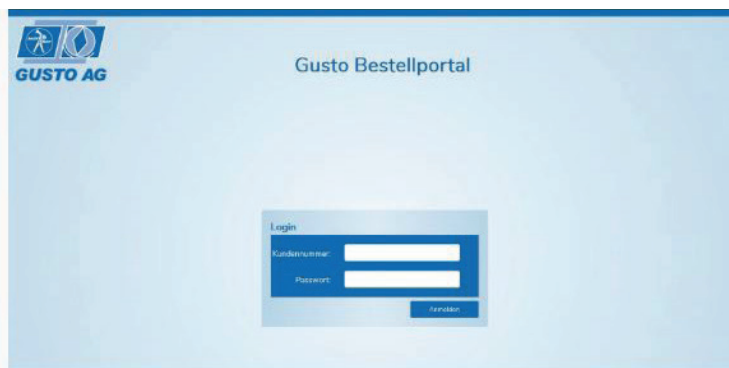 GUSTO AG
Gusto Bestellportal
Login
Kundennummer:
Passwort:
Anmelden